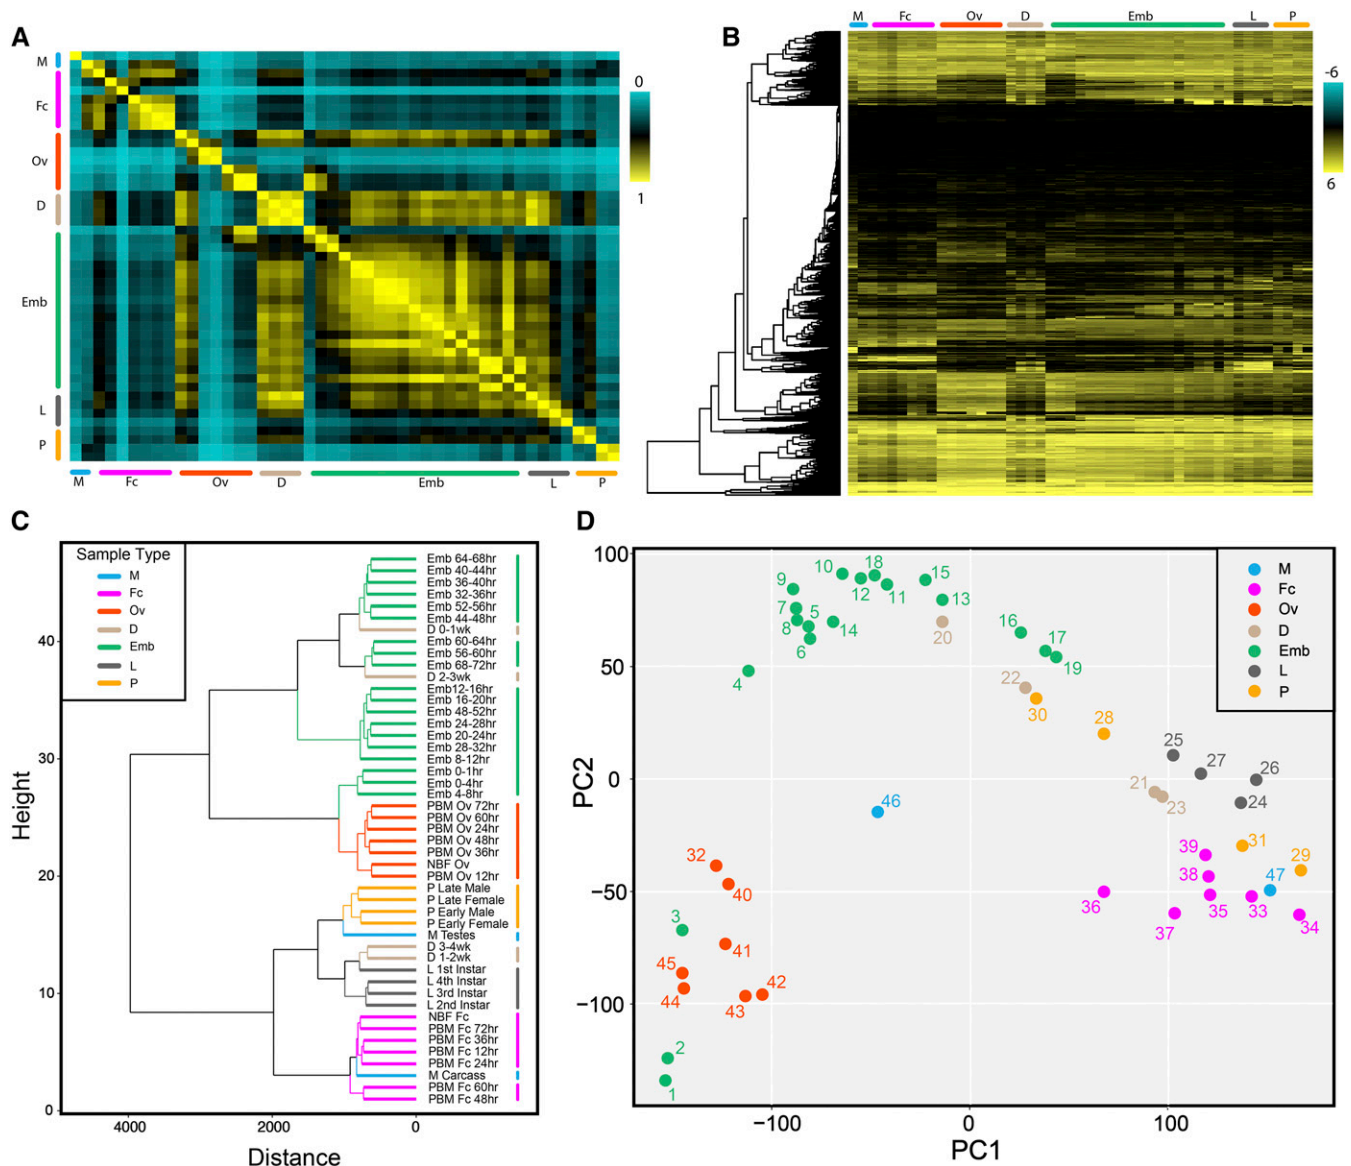 A
M
Fc
Ov
D
Emb
L
P
M
Fc
Ov
D
Emb
L
P
0
1
B
M
Fc
Ov
D
Emb
L
P
-6
6
C
Sample Type
M
Fc
Ov
D
Emb
L
P
Height
40
30
20
10
0
Emb 64-68hr
Emb 40-44hr
Emb 36-40hr
Emb 32-36hr
Emb 52-56hr
Emb 44-48hr
D 0-1wk
Emb 60-64hr
Emb 56-60hr
Emb 68-72hr
D 2-3wk
Emb12-16hr
Emb 16-20hr
Emb 48-52hr
Emb 24-28hr
Emb 20-24hr
Emb 28-32hr
Emb 8-12hr
Emb 0-1hr
Emb 0-4hr
Emb 4-8hr
PBM Ov 72hr
PBM Ov 60hr
PBM Ov 24hr
PBM Ov 48hr
PBM Ov 36hr
NBF Ov
PBM Ov 12hr
P Late Male
P Late Female
P Early Male
P Early Female
M Testes
D 3-4wk
D 1-2wk
L 1st Instar
L 4th Instar
L 3rd Instar
L 2nd Instar
NBF Fc
PBM Fc 72hr
PBM Fc 36hr
PBM Fc 12hr
PBM Fc 24hr
M Carcass
PBM Fc 60hr
PBM Fc 48hr
4000
2000
0
Distance
D
100
50
0
−50
−100
PC2
M
Fc
Ov
D
Emb
L
P
10
18
15
9
12
11
13
7
5
8
14
6
20
16
17
19
4
22
30
28
25
27
26
21
23
24
46
39
31
29
38
47
32
40
36
37
35
33
34
3
41
45
44
43
42
2
1
−100
0
100
PC1